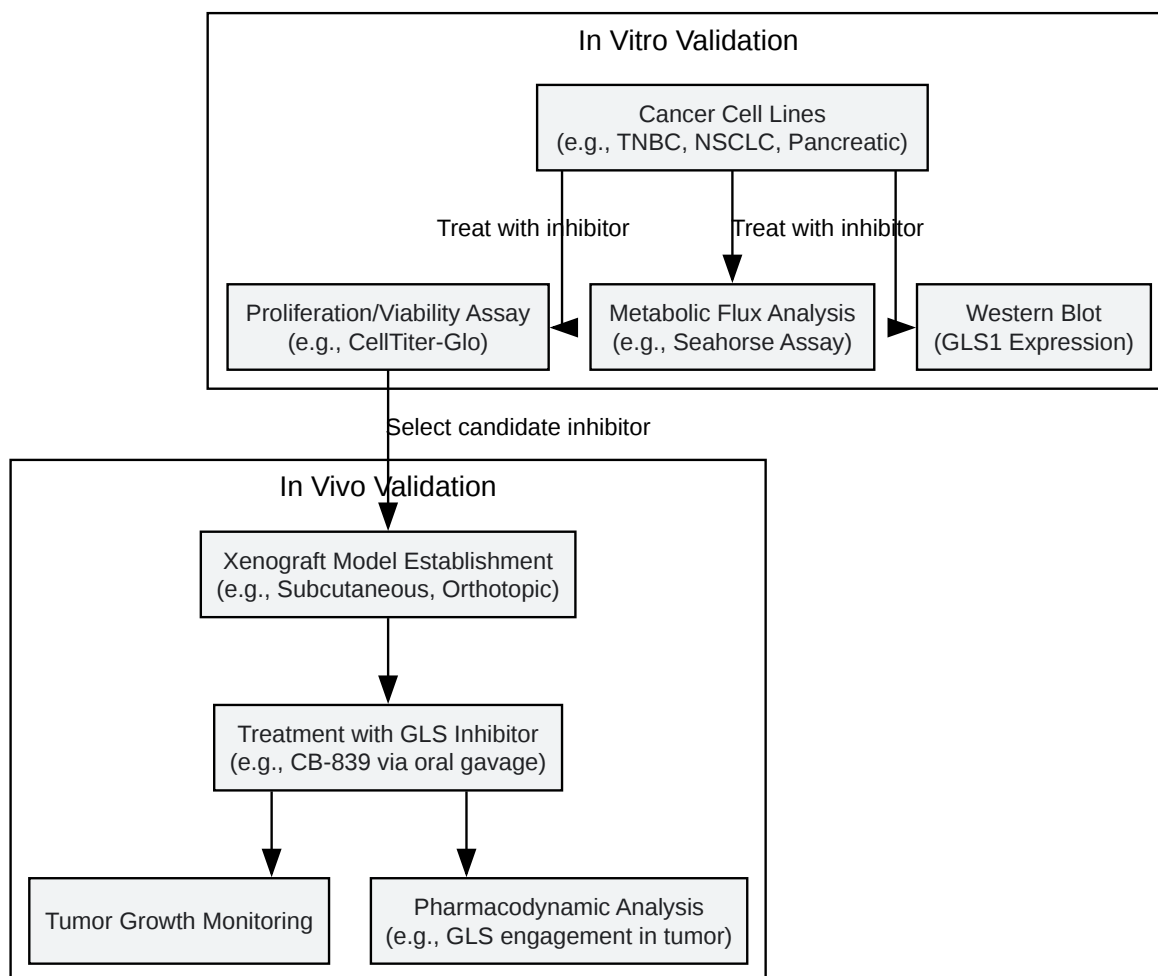 In Vitro Validation
Cancer Cell Lines
(e.g., TNBC, NSCLC, Pancreatic)
Treat with inhibitor
Treat with inhibitor
Proliferation/Viability Assay
(e.g., CellTiter-Glo)
Metabolic Flux Analysis
(e.g., Seahorse Assay)
Western Blot
(GLS1 Expression)
Select candidate inhibitor
In Vivo Validation
Xenograft Model Establishment
(e.g., Subcutaneous, Orthotopic)
Treatment with GLS Inhibitor
(e.g., CB-839 via oral gavage)
Tumor Growth Monitoring
Pharmacodynamic Analysis
(e.g., GLS engagement in tumor)